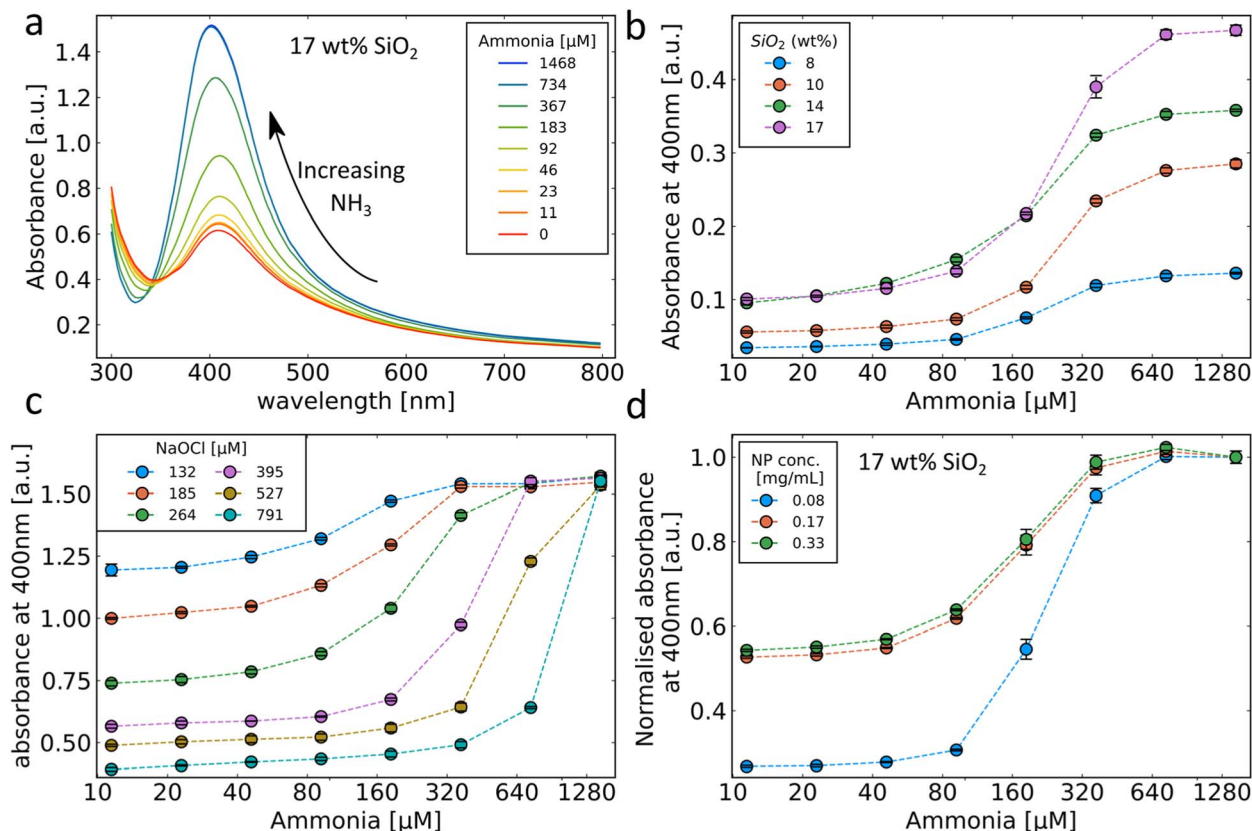 a
17 wt% SiO₂
Ammonia [μM]
1468
734
367
183
92
46
23
11
0
Increasing
NH₃
Absorbance [a.u.]
1.4
1.2
1.0
0.8
0.6
0.4
0.2
300 400 500 600 700 800
wavelength [nm]
b
SiO₂ (wt%)
8
10
14
17
Absorbance at 400nm [a.u.]
0.4
0.3
0.2
0.1
10 20 40 80 160 320 640 1280
Ammonia [μM]
c
NaOCl [μM]
132 395
185 527
264 791
absorbance at 400nm [a.u.]
1.50
1.25
1.00
0.75
0.50
10 20 40 80 160 320 640 1280
Ammonia [μM]
d
NP conc.
[mg/mL]
0.08
0.17
0.33
17 wt% SiO₂
Normalised absorbance
at 400nm [a.u.]
1.0
0.8
0.6
0.4
10 20 40 80 160 320 640 1280
Ammonia [μM]